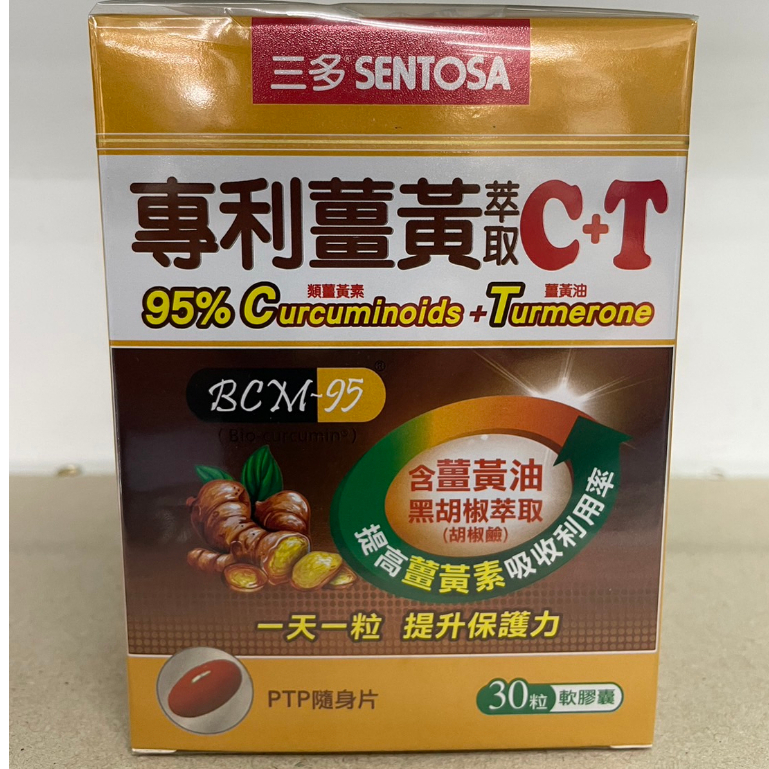 三多 SENTOSA
專利薑黃萃取C+T
類薑黃素 薑黃油
95% Curcuminoids + Turmerone
BCM-95®
(Bio-curcumin®)
含薑黃油
黑胡椒萃取
(胡椒鹼)
提高薑黃素吸收利用率
一天一粒 提升保護力
PTP隨身片
30粒 軟膠囊